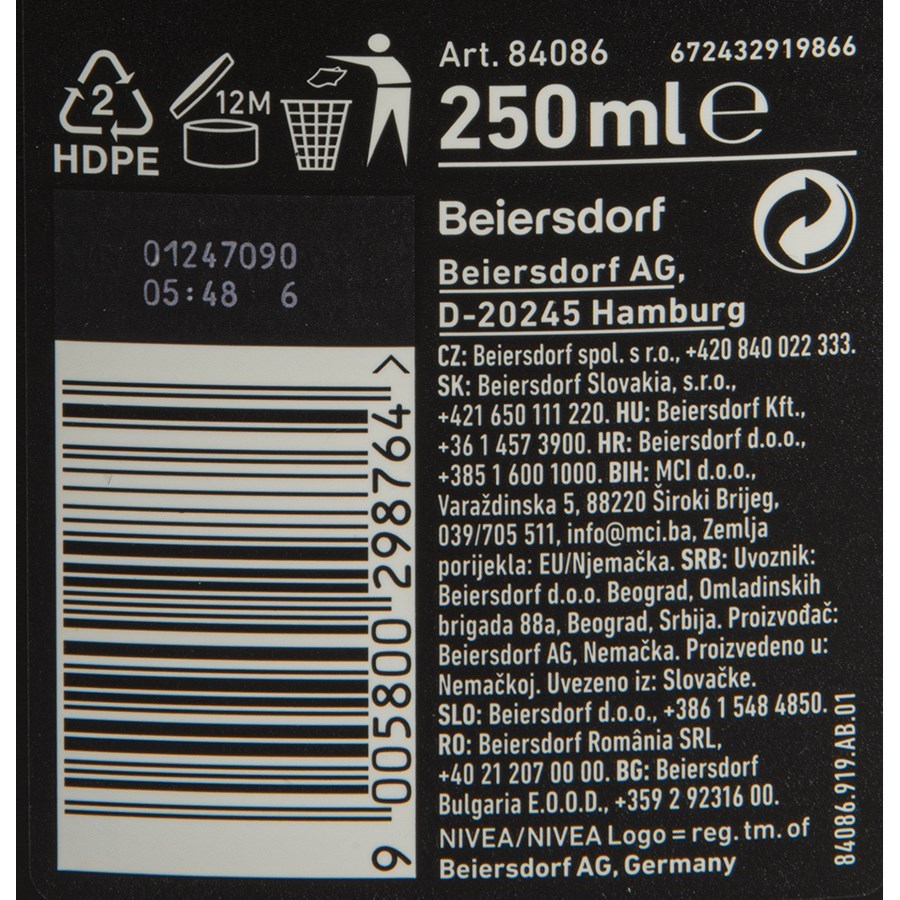 2
HDPE
12M
Art. 84086 672432919866
250ml e
Beiersdorf
Beiersdorf AG,
D-20245 Hamburg
01247090
05:48 6
9 005800 298764 >
CZ: Beiersdorf spol. s r.o., +420 840 022 333.
SK: Beiersdorf Slovakia, s.r.o.,
+421 650 111 220. HU: Beiersdorf Kft.,
+36 1 457 3900. HR: Beiersdorf d.o.o.,
+385 1 600 1000. BIH: MCI d.o.o.,
Varaždinska 5, 88220 Široki Brijeg,
039/705 511, info@mci.ba, Zemlja
porijekla: EU/Njemačka. SRB: Uvoznik:
Beiersdorf d.o.o. Beograd, Omladinskih
brigada 88a, Beograd, Srbija. Proizvođač:
Beiersdorf AG, Nemačka. Proizvedeno u:
Nemačkoj. Uvezeno iz: Slovačke.
SLO: Beiersdorf d.o.o., +386 1 548 4850.
RO: Beiersdorf România SRL,
+40 21 207 00 00. BG: Beiersdorf
Bulgaria E.O.O.D., +359 2 92316 00.
NIVEA/NIVEA Logo = reg. tm. of
Beiersdorf AG, Germany
84086.919.AB.01